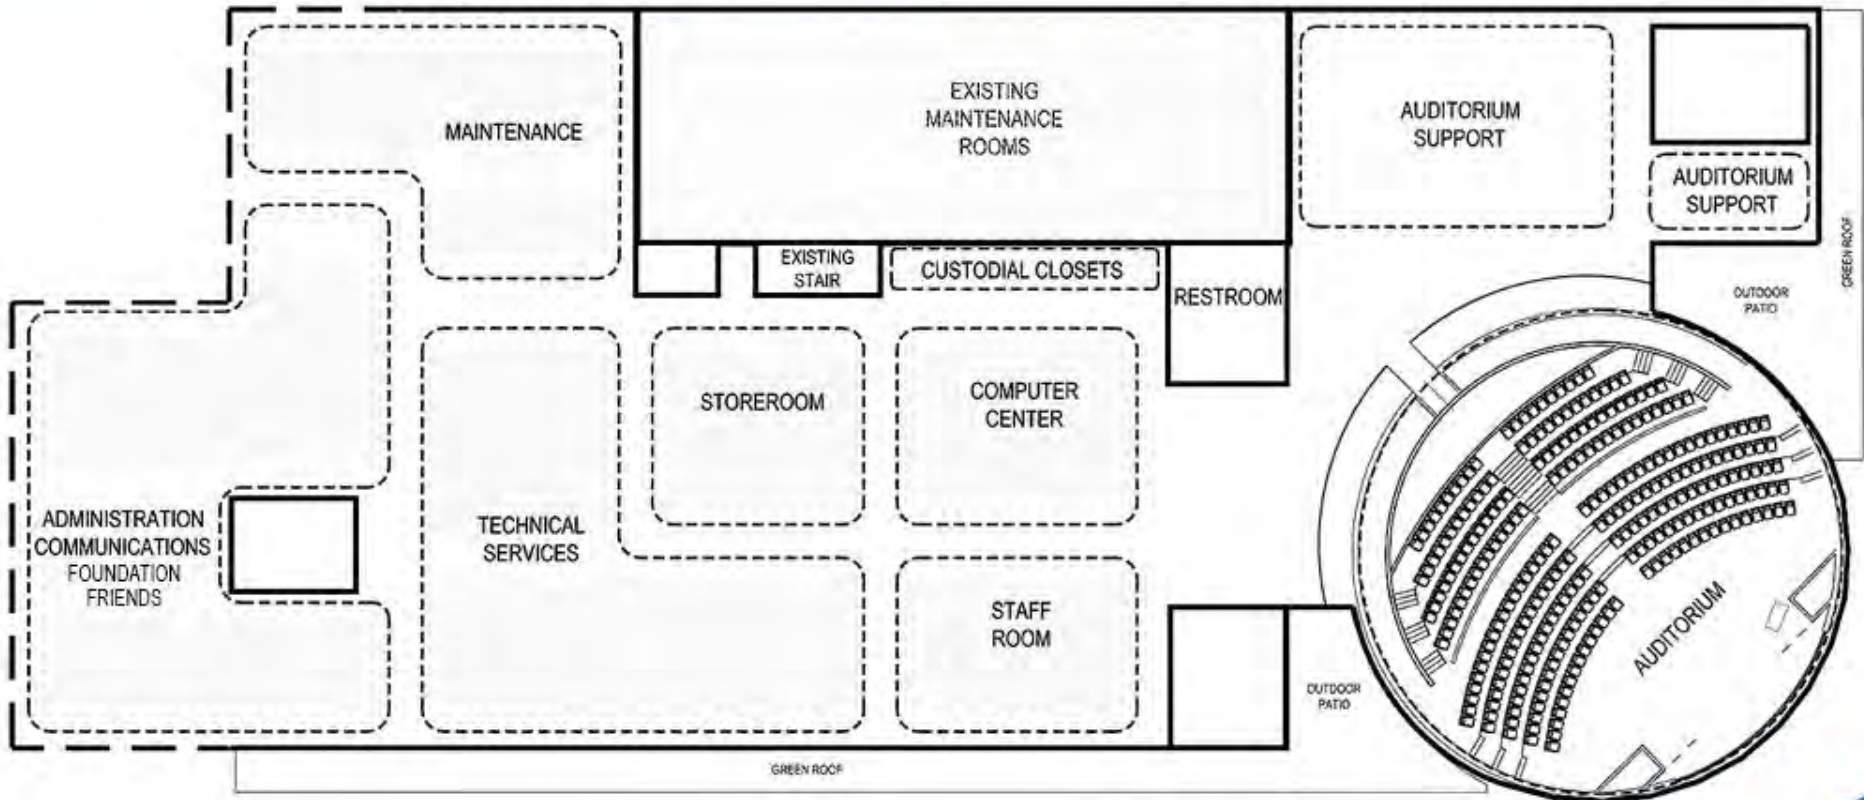 MAINTENANCE
EXISTING
MAINTENANCE
ROOMS
AUDITORIUM
SUPPORT
AUDITORIUM
SUPPORT
GREEN ROOF
EXISTING
STAIR
CUSTODIAL CLOSETS
RESTROOM
OUTDOOR
PATIO
STOREROOM
COMPUTER
CENTER
ADMINISTRATION
COMMUNICATIONS
FOUNDATION
FRIENDS
TECHNICAL
SERVICES
STAFF
ROOM
AUDITORIUM
OUTDOOR
PATIO
GREEN ROOF